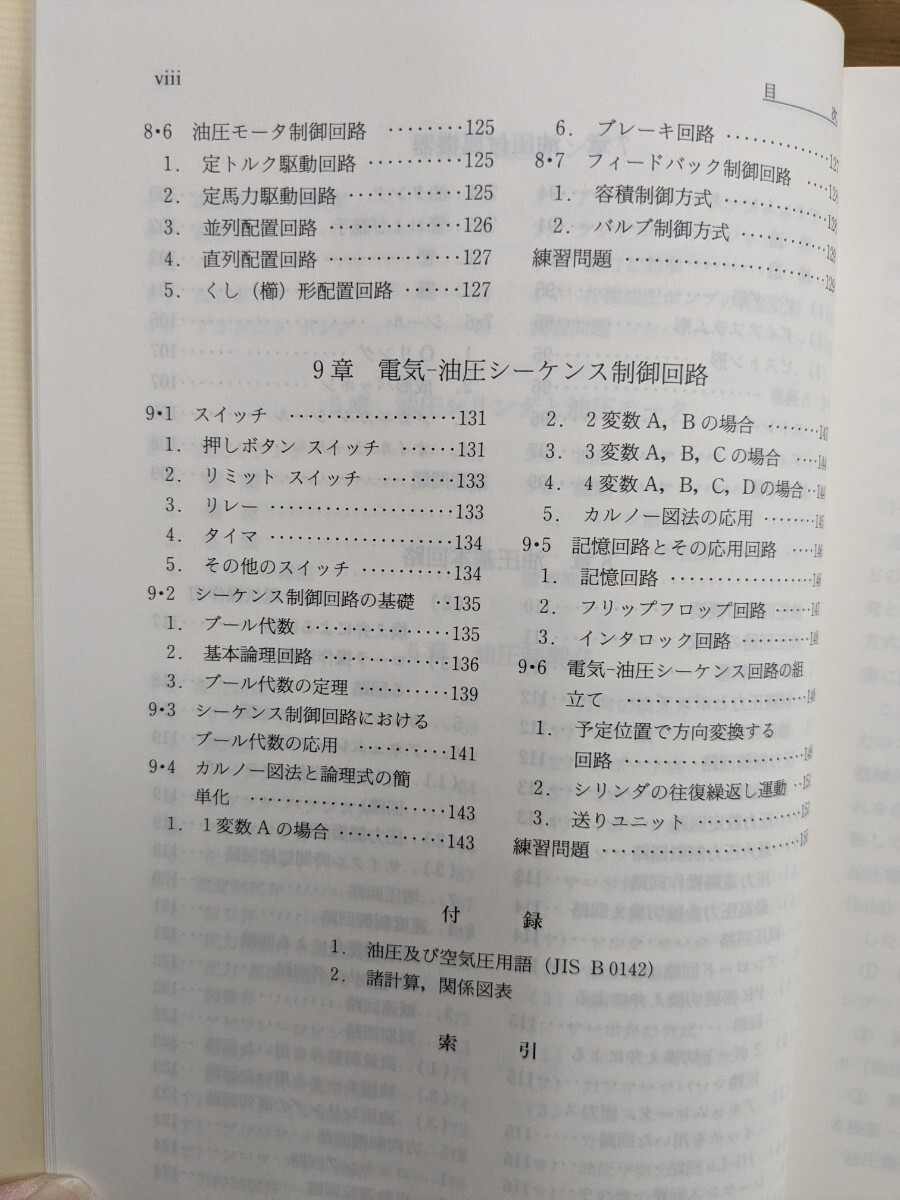 viii
目次
8・6 油圧モータ制御回路 ········125
1. 定トルク駆動回路 ··········125
2. 定馬力駆動回路 ············125
3. 並列配置回路 ··············126
4. 直列配置回路 ··············127
5. くし(櫛)形配置回路 ······127
6. ブレーキ回路 ·············127
8・7 フィードバック制御回路 ····128
1. 容積制御方式 ·············128
2. バルブ制御方式 ···········129
練習問題 ····················129
9章 電気-油圧シーケンス制御回路
9・1 スイッチ ·················131
1. 押しボタン スイッチ ······131
2. リミット スイッチ ········133
3. リレー ···················133
4. タイマ ···················134
5. その他のスイッチ ·········134
9・2 シーケンス制御回路の基礎 ··135
1. ブール代数 ···············135
2. 基本論理回路 ·············136
3. ブール代数の定理 ·········139
9・3 シーケンス制御回路における
ブール代数の応用 ··········141
9・4 カルノー図法と論理式の簡
単化 ····················143
1. 1変数Aの場合 ············143
2. 2変数A,Bの場合 ·······
3. 3変数A,B,Cの場合 ····
4. 4変数A,B,C,Dの場合 ··
5. カルノー図法の応用 ········
9・5 記憶回路とその応用回路 ····
1. 記憶回路 ·················
2. フリップフロップ回路 ·····
3. インタロック回路 ·········
9・6 電気-油圧シーケンス回路の組
立て ····················
1. 予定位置で方向変換する
回路 ···················
2. シリンダの往復繰返し運動 ··
3. 送りユニット ·············
練習問題 ····················
付録
1. 油圧及び空気圧用語(JIS B 0142)
2. 諸計算,関係図表
索引